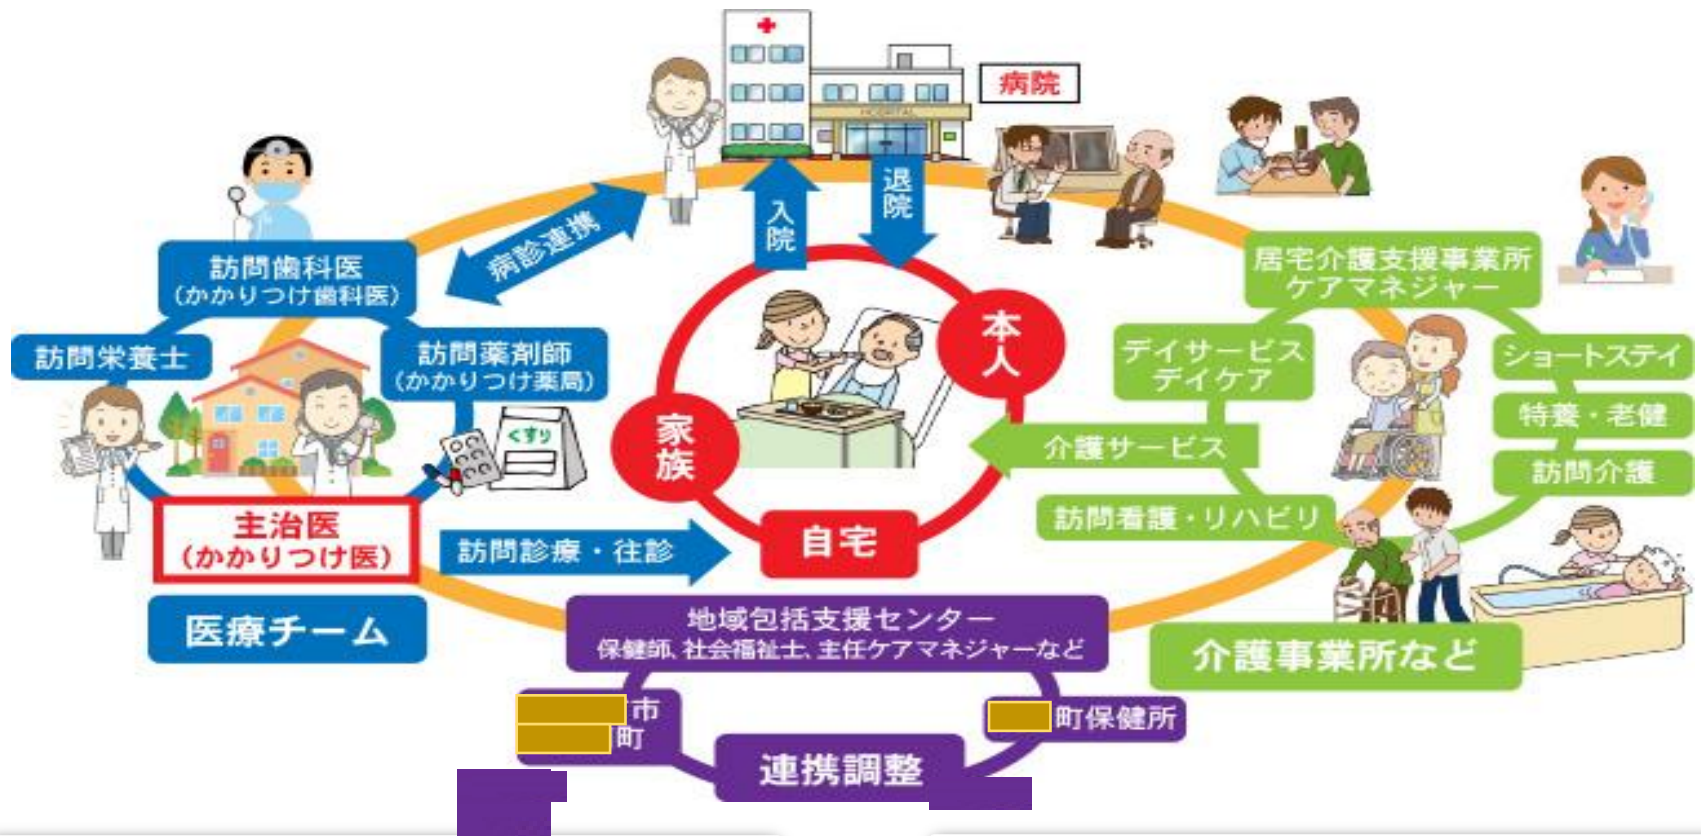 病院
HOSPITAL
入院
退院
病診連携
訪問歯科医
(かかりつけ歯科医)
訪問栄養士
訪問薬剤師
(かかりつけ薬局)
くすり
主治医
(かかりつけ医)
医療チーム
訪問診療・往診
本人
家族
自宅
居宅介護支援事業所
ケアマネジャー
デイサービス
デイケア
ショートステイ
特養・老健
訪問介護
介護サービス
訪問看護・リハビリ
介護事業所など
地域包括支援センター
保健師、社会福祉士、主任ケアマネジャーなど
市
町
町保健所
連携調整